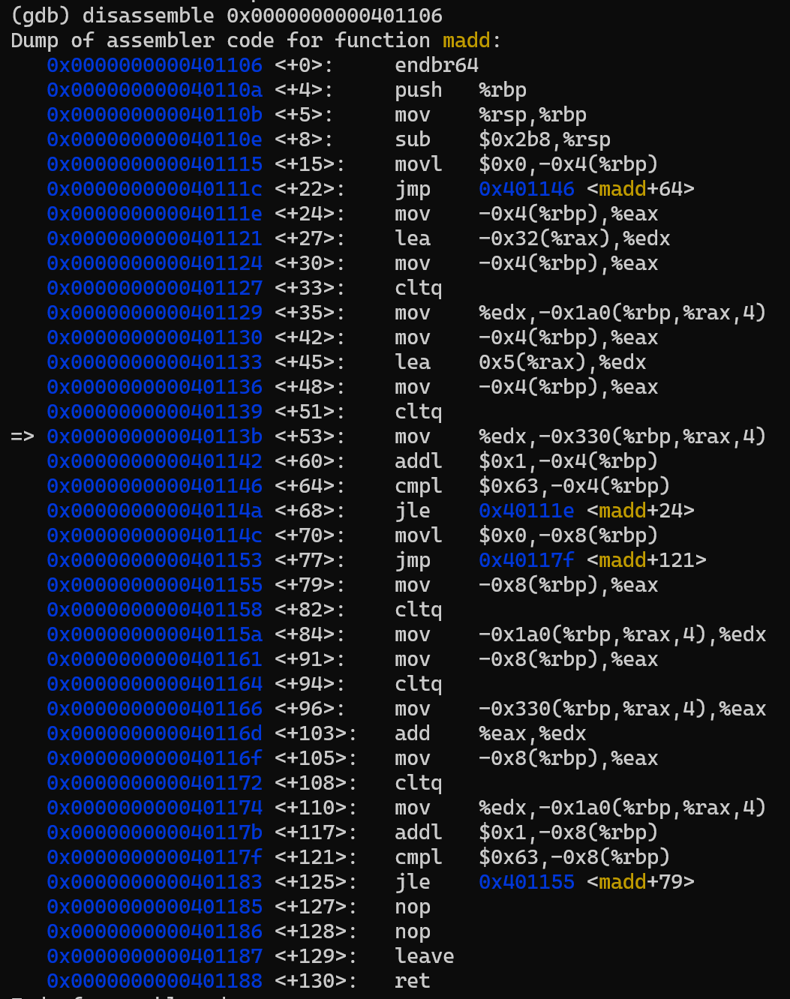 (gdb) disassemble 0x0000000000401106
Dump of assembler code for function madd:
   0x0000000000401106 <+0>:     endbr64
   0x000000000040110a <+4>:     push   %rbp
   0x000000000040110b <+5>:     mov    %rsp,%rbp
   0x000000000040110e <+8>:     sub    $0x2b8,%rsp
   0x0000000000401115 <+15>:    movl   $0x0,-0x4(%rbp)
   0x000000000040111c <+22>:    jmp    0x401146 <madd+64>
   0x000000000040111e <+24>:    mov    -0x4(%rbp),%eax
   0x0000000000401121 <+27>:    lea    -0x32(%rax),%edx
   0x0000000000401124 <+30>:    mov    -0x4(%rbp),%eax
   0x0000000000401127 <+33>:    cltq
   0x0000000000401129 <+35>:    mov    %edx,-0x1a0(%rbp,%rax,4)
   0x0000000000401130 <+42>:    mov    -0x4(%rbp),%eax
   0x0000000000401133 <+45>:    lea    0x5(%rax),%edx
   0x0000000000401136 <+48>:    mov    -0x4(%rbp),%eax
   0x0000000000401139 <+51>:    cltq
=> 0x000000000040113b <+53>:    mov    %edx,-0x330(%rbp,%rax,4)
   0x0000000000401142 <+60>:    addl   $0x1,-0x4(%rbp)
   0x0000000000401146 <+64>:    cmpl   $0x63,-0x4(%rbp)
   0x000000000040114a <+68>:    jle    0x40111e <madd+24>
   0x000000000040114c <+70>:    movl   $0x0,-0x8(%rbp)
   0x0000000000401153 <+77>:    jmp    0x40117f <madd+121>
   0x0000000000401155 <+79>:    mov    -0x8(%rbp),%eax
   0x0000000000401158 <+82>:    cltq
   0x000000000040115a <+84>:    mov    -0x1a0(%rbp,%rax,4),%edx
   0x0000000000401161 <+91>:    mov    -0x8(%rbp),%eax
   0x0000000000401164 <+94>:    cltq
   0x0000000000401166 <+96>:    mov    -0x330(%rbp,%rax,4),%eax
   0x000000000040116d <+103>:   add    %eax,%edx
   0x000000000040116f <+105>:   mov    -0x8(%rbp),%eax
   0x0000000000401172 <+108>:   cltq
   0x0000000000401174 <+110>:   mov    %edx,-0x1a0(%rbp,%rax,4)
   0x000000000040117b <+117>:   addl   $0x1,-0x8(%rbp)
   0x000000000040117f <+121>:   cmpl   $0x63,-0x8(%rbp)
   0x0000000000401183 <+125>:   jle    0x401155 <madd+79>
   0x0000000000401185 <+127>:   nop
   0x0000000000401186 <+128>:   nop
   0x0000000000401187 <+129>:   leave
   0x0000000000401188 <+130>:   ret